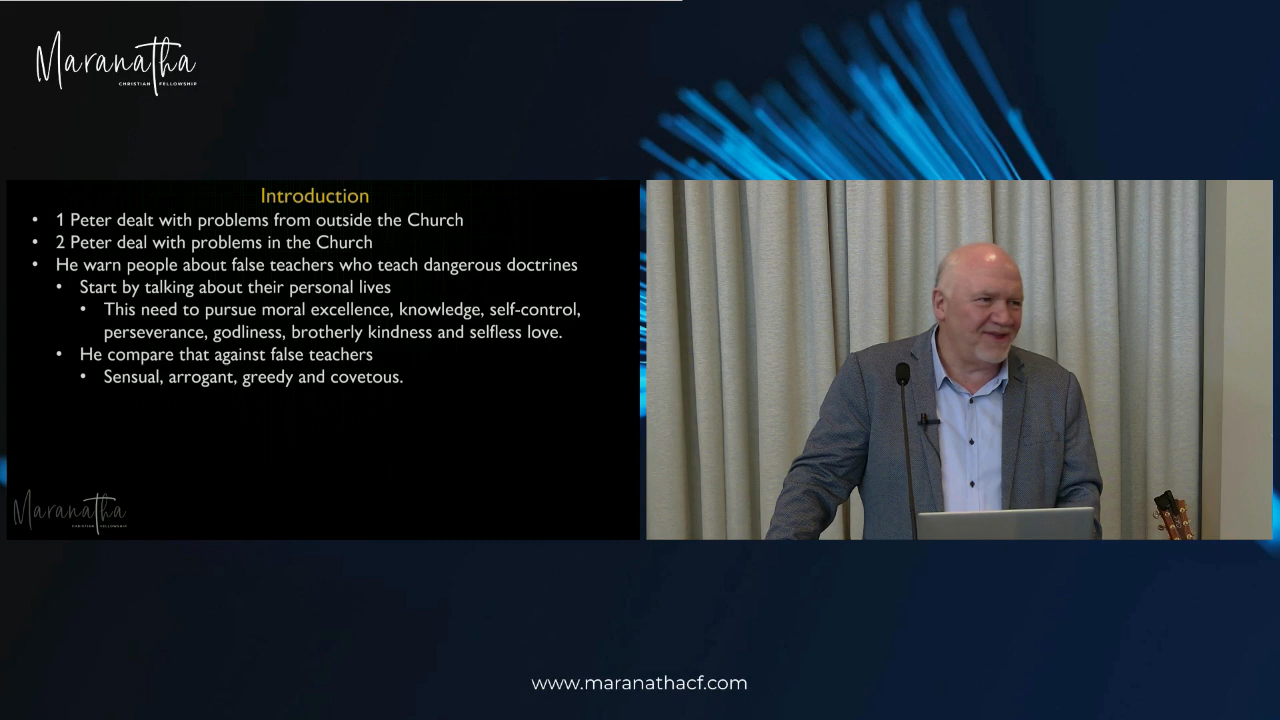 Maranatha
CHRISTIAN FELLOWSHIP
Introduction
• 1 Peter dealt with problems from outside the Church
• 2 Peter deal with problems in the Church
• He warn people about false teachers who teach dangerous doctrines
• Start by talking about their personal lives
• This need to pursue moral excellence, knowledge, self-control,
perseverance, godliness, brotherly kindness and selfless love.
• He compare that against false teachers
• Sensual, arrogant, greedy and covetous.
Maranatha
CHRISTIAN FELLOWSHIP
www.maranathacf.com